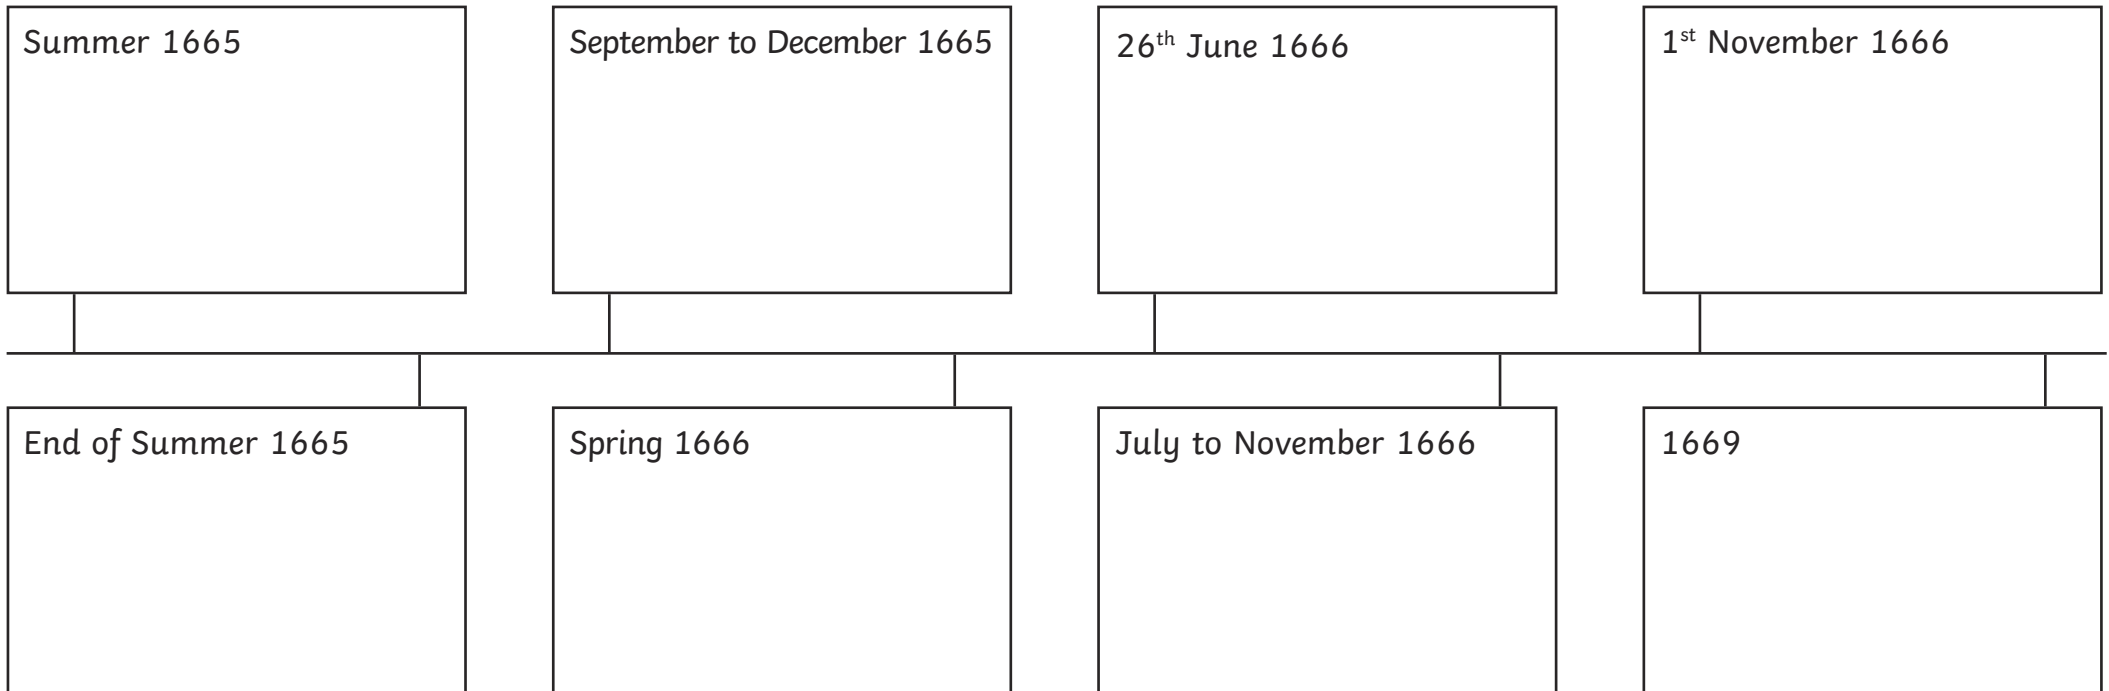 Summer 1665
September to December 1665
26th June 1666
1st November 1666
End of Summer 1665
Spring 1666
July to November 1666
1669